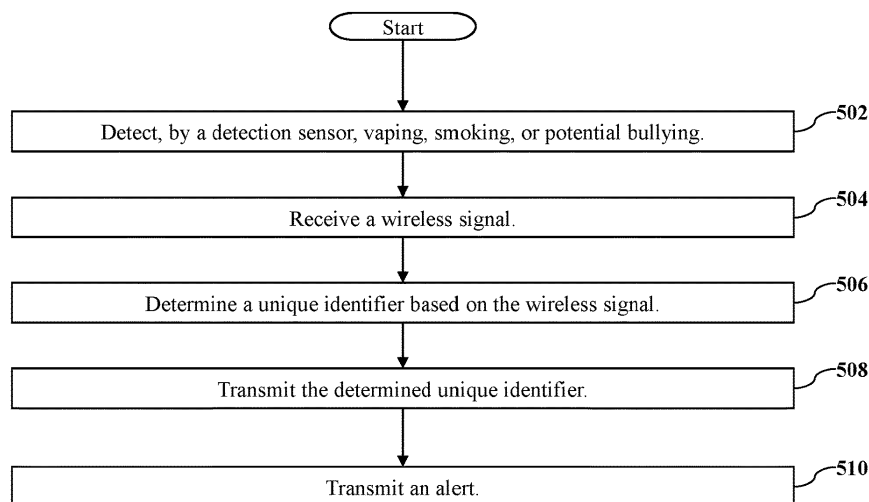 Start
502
Detect, by a detection sensor, vaping, smoking, or potential bullying.
504
Receive a wireless signal.
506
Determine a unique identifier based on the wireless signal.
508
Transmit the determined unique identifier.
510
Transmit an alert.